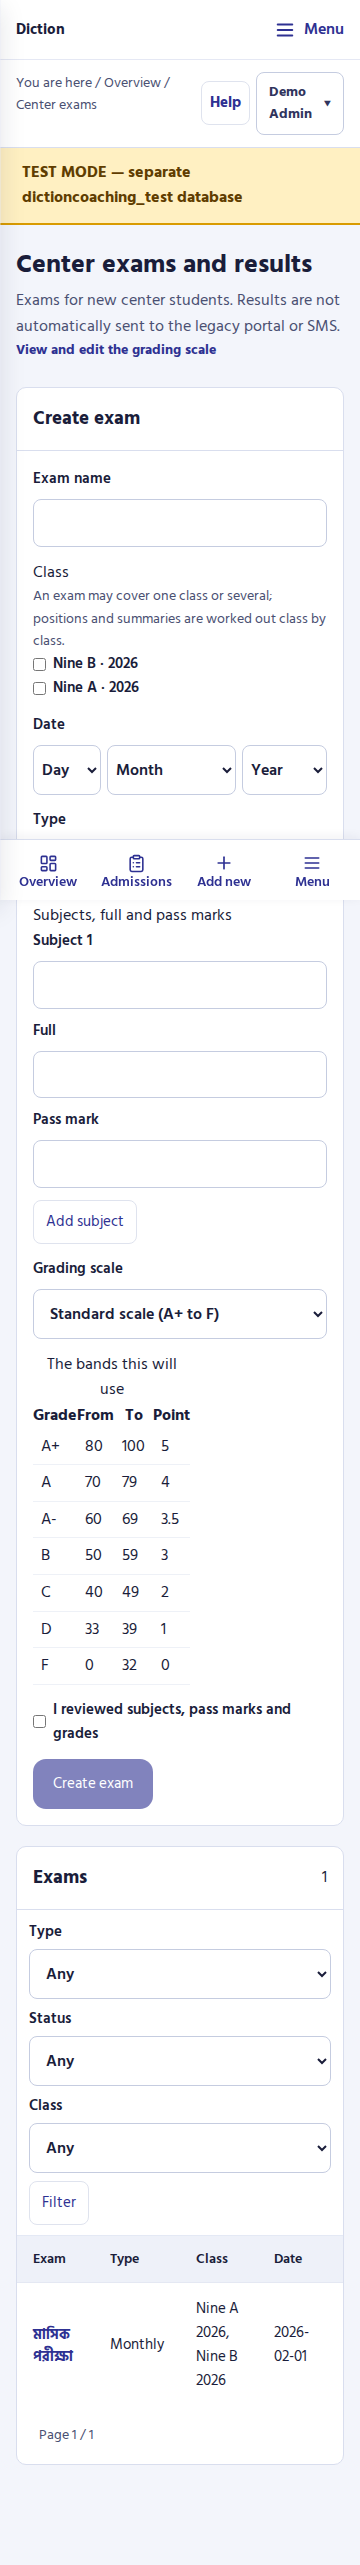 Diction
Menu
You are here / Overview /
Center exams
Help
Demo
Admin
TEST MODE — separate
dictioncoaching_test database
Center exams and results
Exams for new center students. Results are not
automatically sent to the legacy portal or SMS.
View and edit the grading scale
Create exam
Exam name
Class
An exam may cover one class or several;
positions and summaries are worked out class by
class.
Nine B · 2026
Nine A · 2026
Date
Day Month Year
Type
Overview Admissions Add new Menu
Subjects, full and pass marks
Subject 1
Full
Pass mark
Add subject
Grading scale
Standard scale (A+ to F)
The bands this will
use
Grade From To Point
A+ 80 100 5
A 70 79 4
A- 60 69 3.5
B 50 59 3
C 40 49 2
D 33 39 1
F 0 32 0
I reviewed subjects, pass marks and
grades
Create exam
Exams 1
Type
Any
Status
Any
Class
Any
Filter
Exam Type Class Date
মাসিক
পরীক্ষা
Monthly
Nine A
2026,
Nine B
2026
2026-
02-01
Page 1 / 1